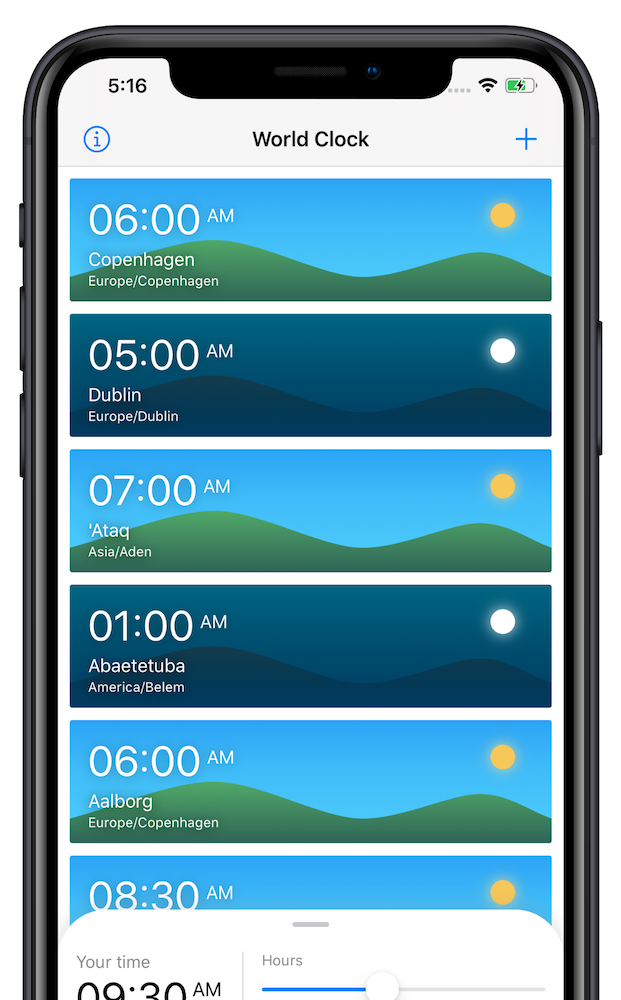 5:16
World Clock
06:00 AM
Copenhagen
Europe/Copenhagen
05:00 AM
Dublin
Europe/Dublin
07:00 AM
'Ataq
Asia/Aden
01:00 AM
Abaetetuba
America/Belem
06:00 AM
Aalborg
Europe/Copenhagen
08:30 AM
Your time
Hours
09:30 AM